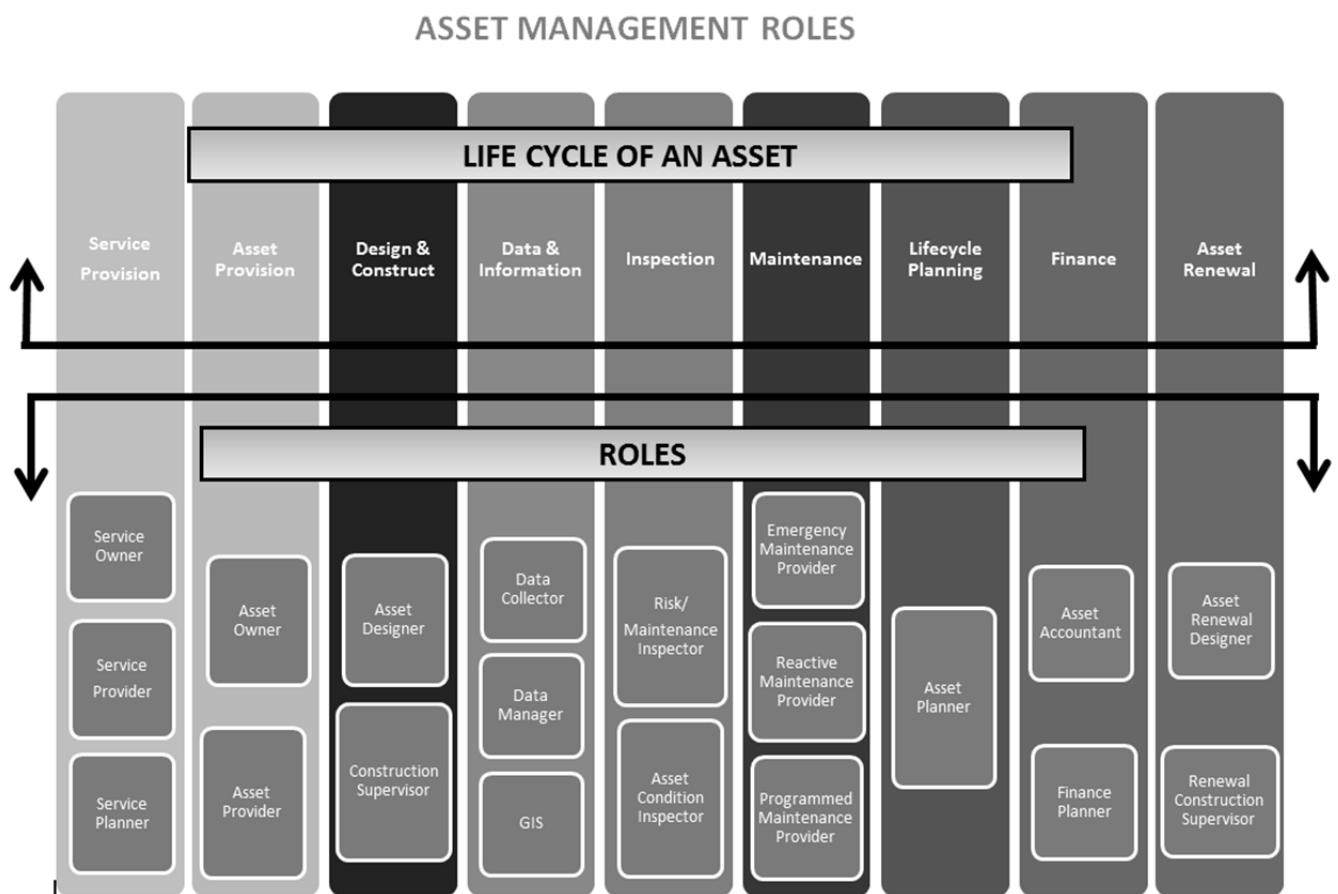 ASSET MANAGEMENT ROLES
LIFE CYCLE OF AN ASSET
Service
Provision
Asset
Provision
Design &
Construct
Data &
Information
Inspection
Maintenance
Lifecycle
Planning
Finance
Asset
Renewal
ROLES
Service
Owner
Service
Provider
Service
Planner
Asset
Owner
Asset
Provider
Asset
Designer
Construction
Supervisor
Data
Collector
Data
Manager
GIS
Risk/
Maintenance
Inspector
Asset
Condition
Inspector
Emergency
Maintenance
Provider
Reactive
Maintenance
Provider
Programmed
Maintenance
Provider
Asset
Planner
Asset
Accountant
Finance
Planner
Asset
Renewal
Designer
Renewal
Construction
Supervisor